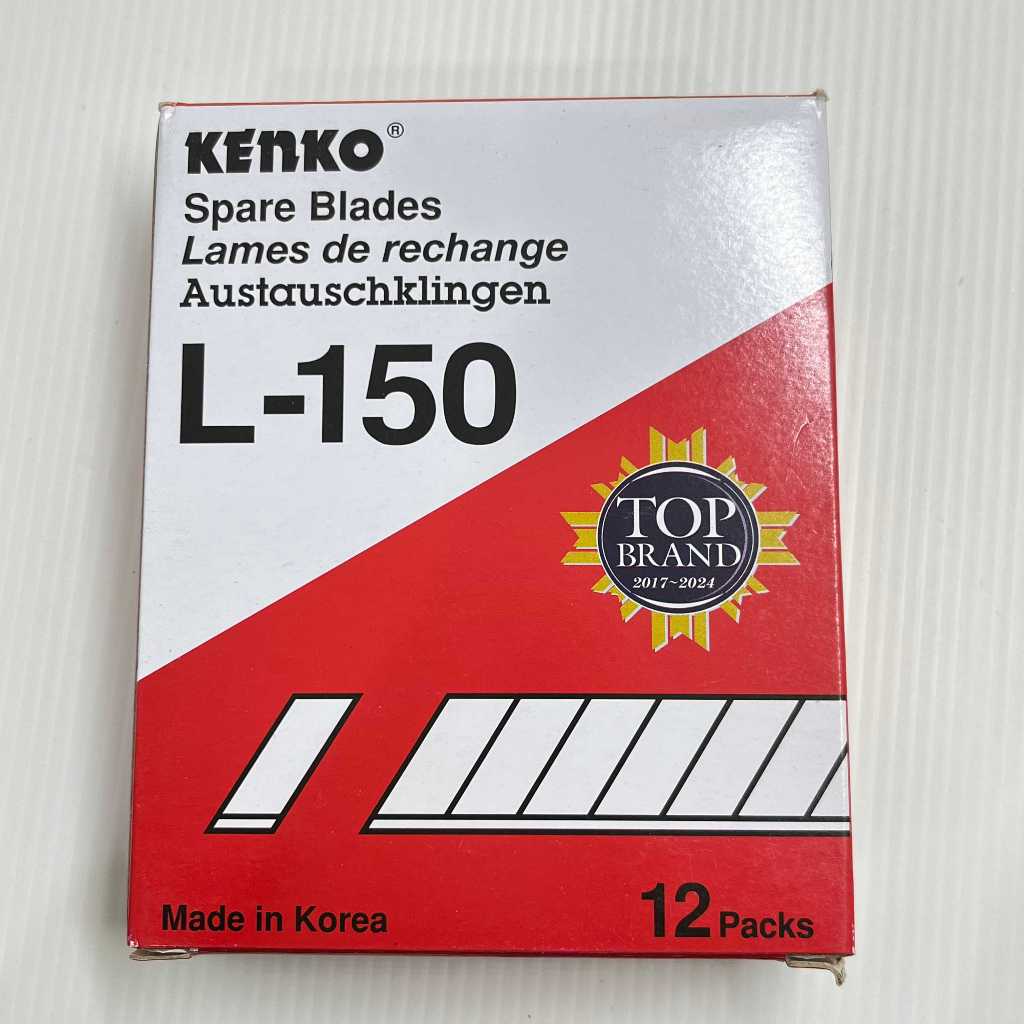 KENKO®
Spare Blades
Lames de rechange
Austauschklingen
L-150
TOP
BRAND
2017~2024
Made in Korea
12 Packs